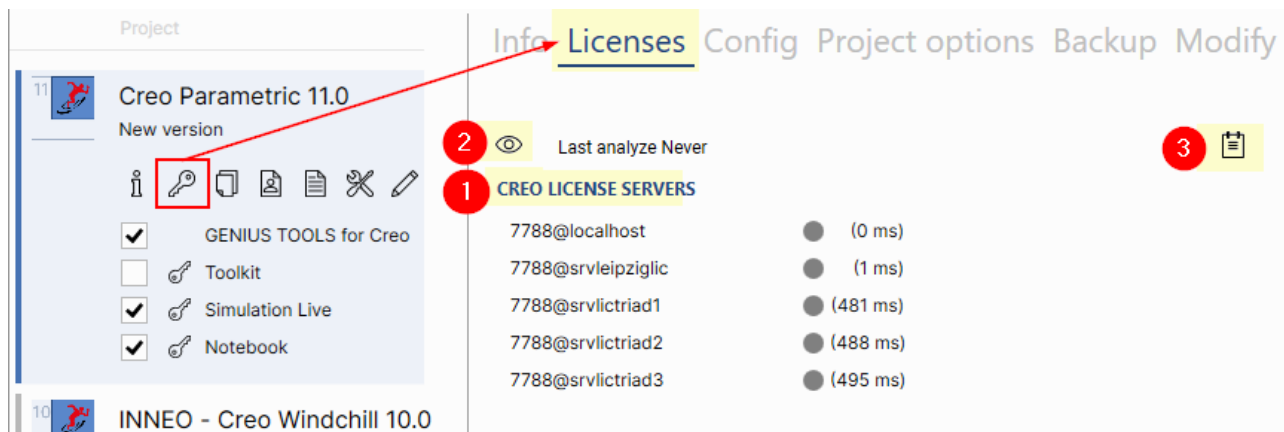 Project
11
Creo Parametric 11.0
New version
GENIUS TOOLS for Creo
Toolkit
Simulation Live
Notebook
10
INNEO - Creo Windchill 10.0
Info Licenses Config Project options Backup Modify
2
Last analyze Never
3
1
CREO LICENSE SERVERS
7788@localhost (0 ms)
7788@srvleipziglic (1 ms)
7788@srvlictriad1 (481 ms)
7788@srvlictriad2 (488 ms)
7788@srvlictriad3 (495 ms)